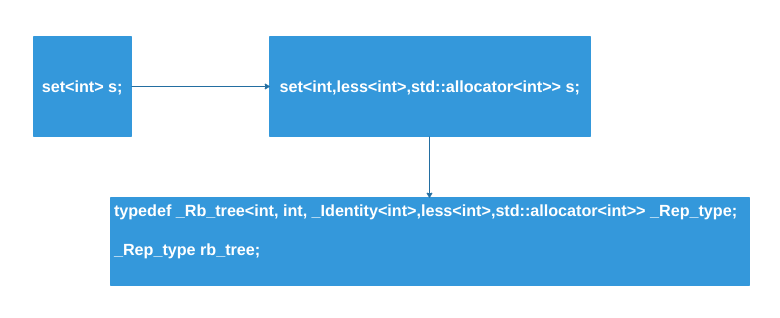 set<int> s;
set<int,less<int>,std::allocator<int>> s;
typedef _Rb_tree<int, int, _Identity<int>,less<int>,std::allocator<int>> _Rep_type;
_Rep_type rb_tree;